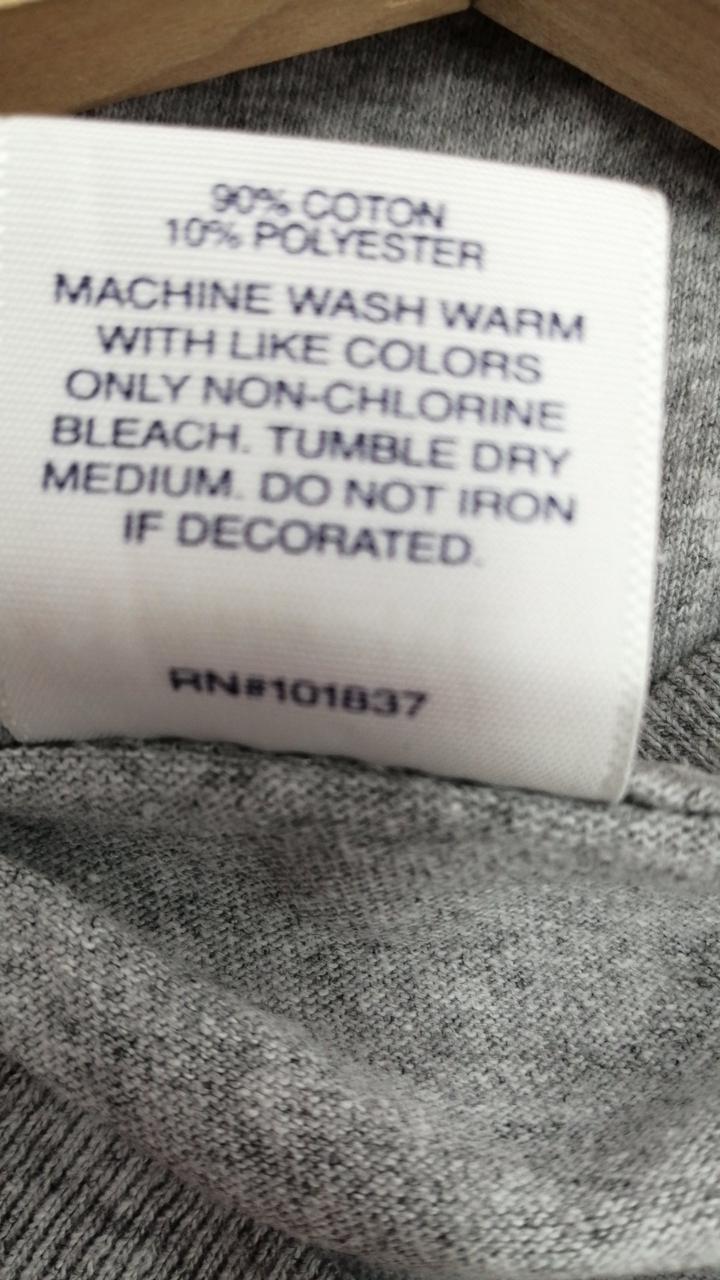 90% COTON
10% POLYESTER
MACHINE WASH WARM
WITH LIKE COLORS
ONLY NON-CHLORINE
BLEACH. TUMBLE DRY
MEDIUM. DO NOT IRON
IF DECORATED.
RN#101837